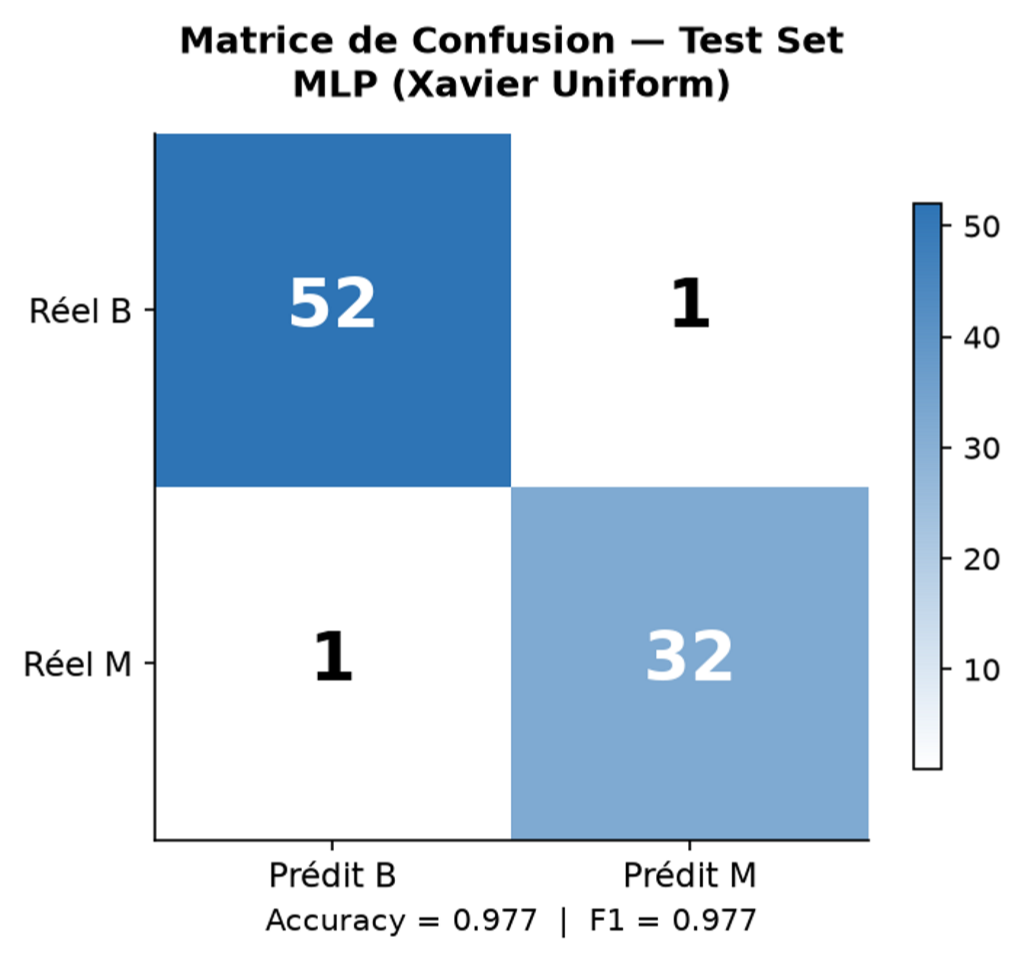 Matrice de Confusion — Test Set
MLP (Xavier Uniform)
Réel B
52
1
Réel M
1
32
Prédit B
Prédit M
Accuracy = 0.977 | F1 = 0.977
50
40
30
20
10